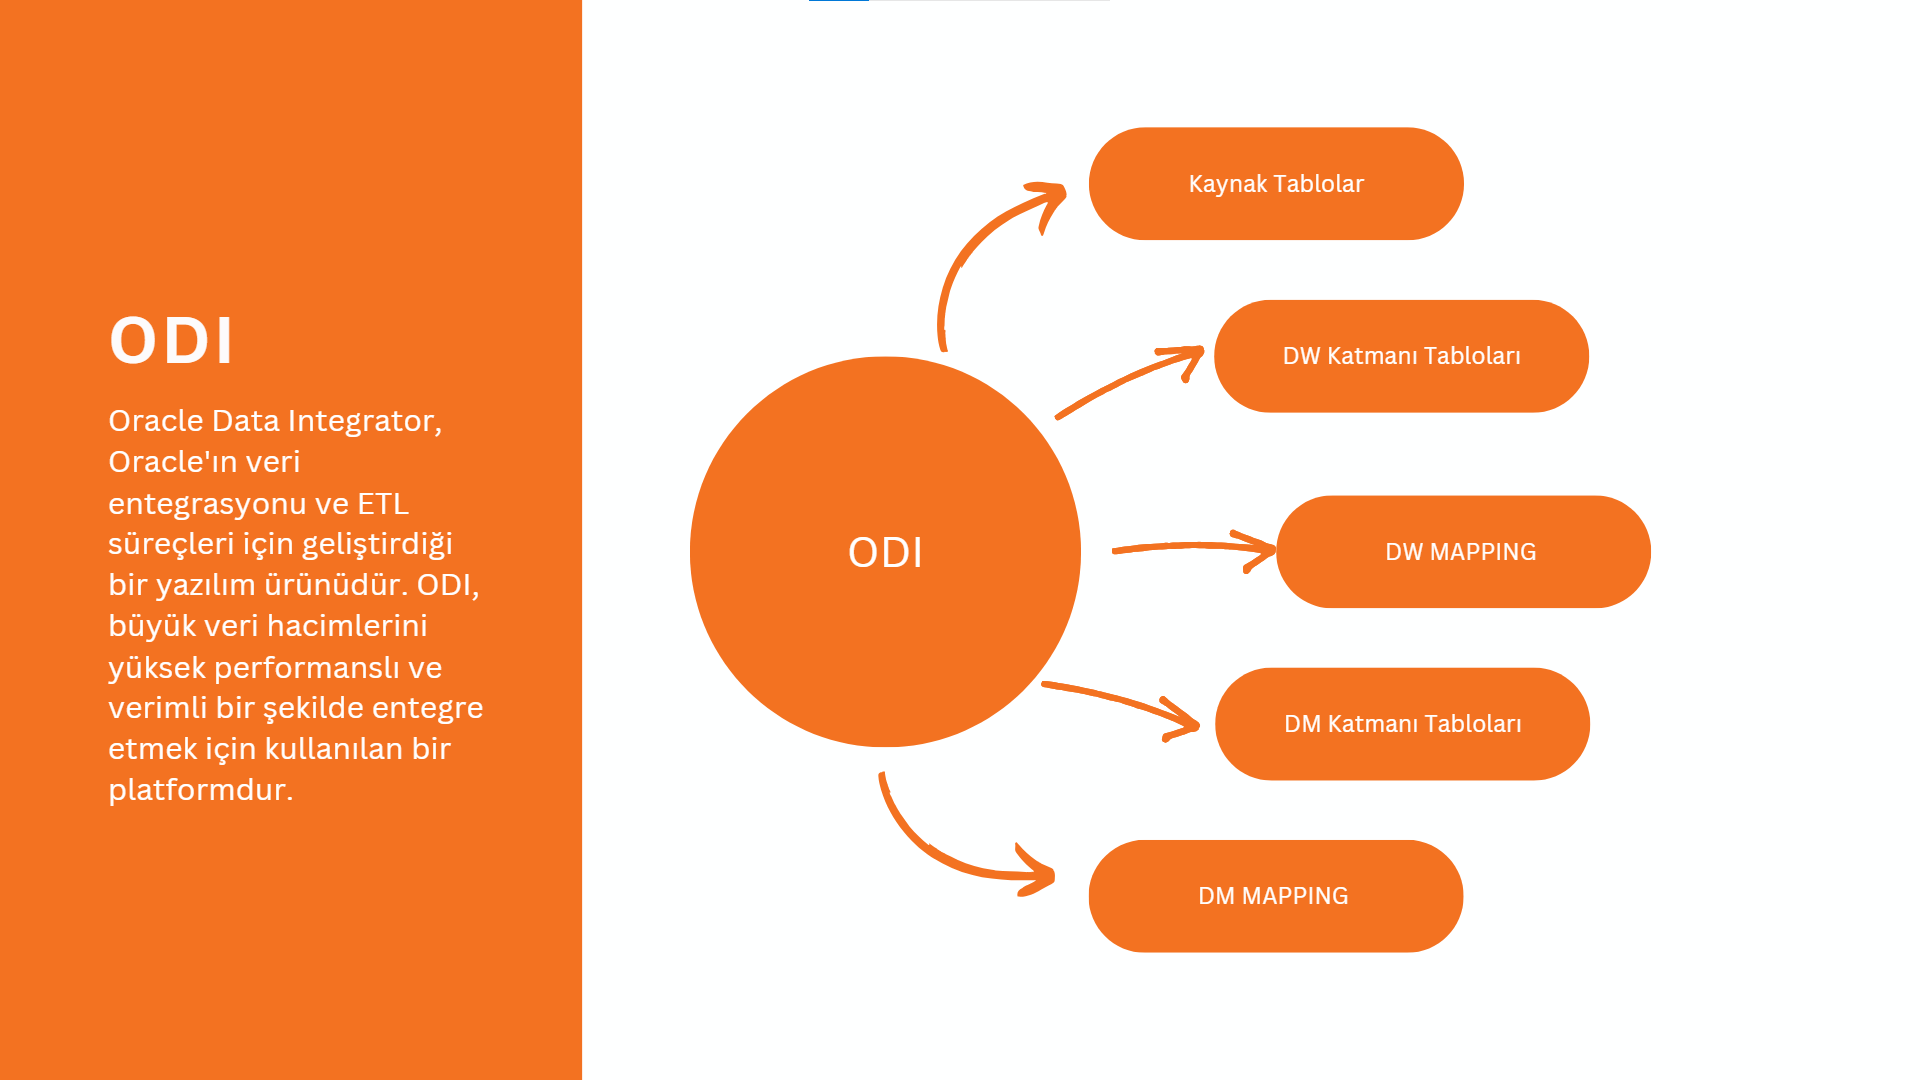 ODI
Oracle Data Integrator,
Oracle'ın veri
entegrasyonu ve ETL
süreçleri için geliştirdiği
bir yazılım ürünüdür. ODI,
büyük veri hacimlerini
yüksek performanslı ve
verimli bir şekilde entegre
etmek için kullanılan bir
platformdur.
ODI
Kaynak Tablolar
DW Katmanı Tabloları
DW MAPPING
DM Katmanı Tabloları
DM MAPPING